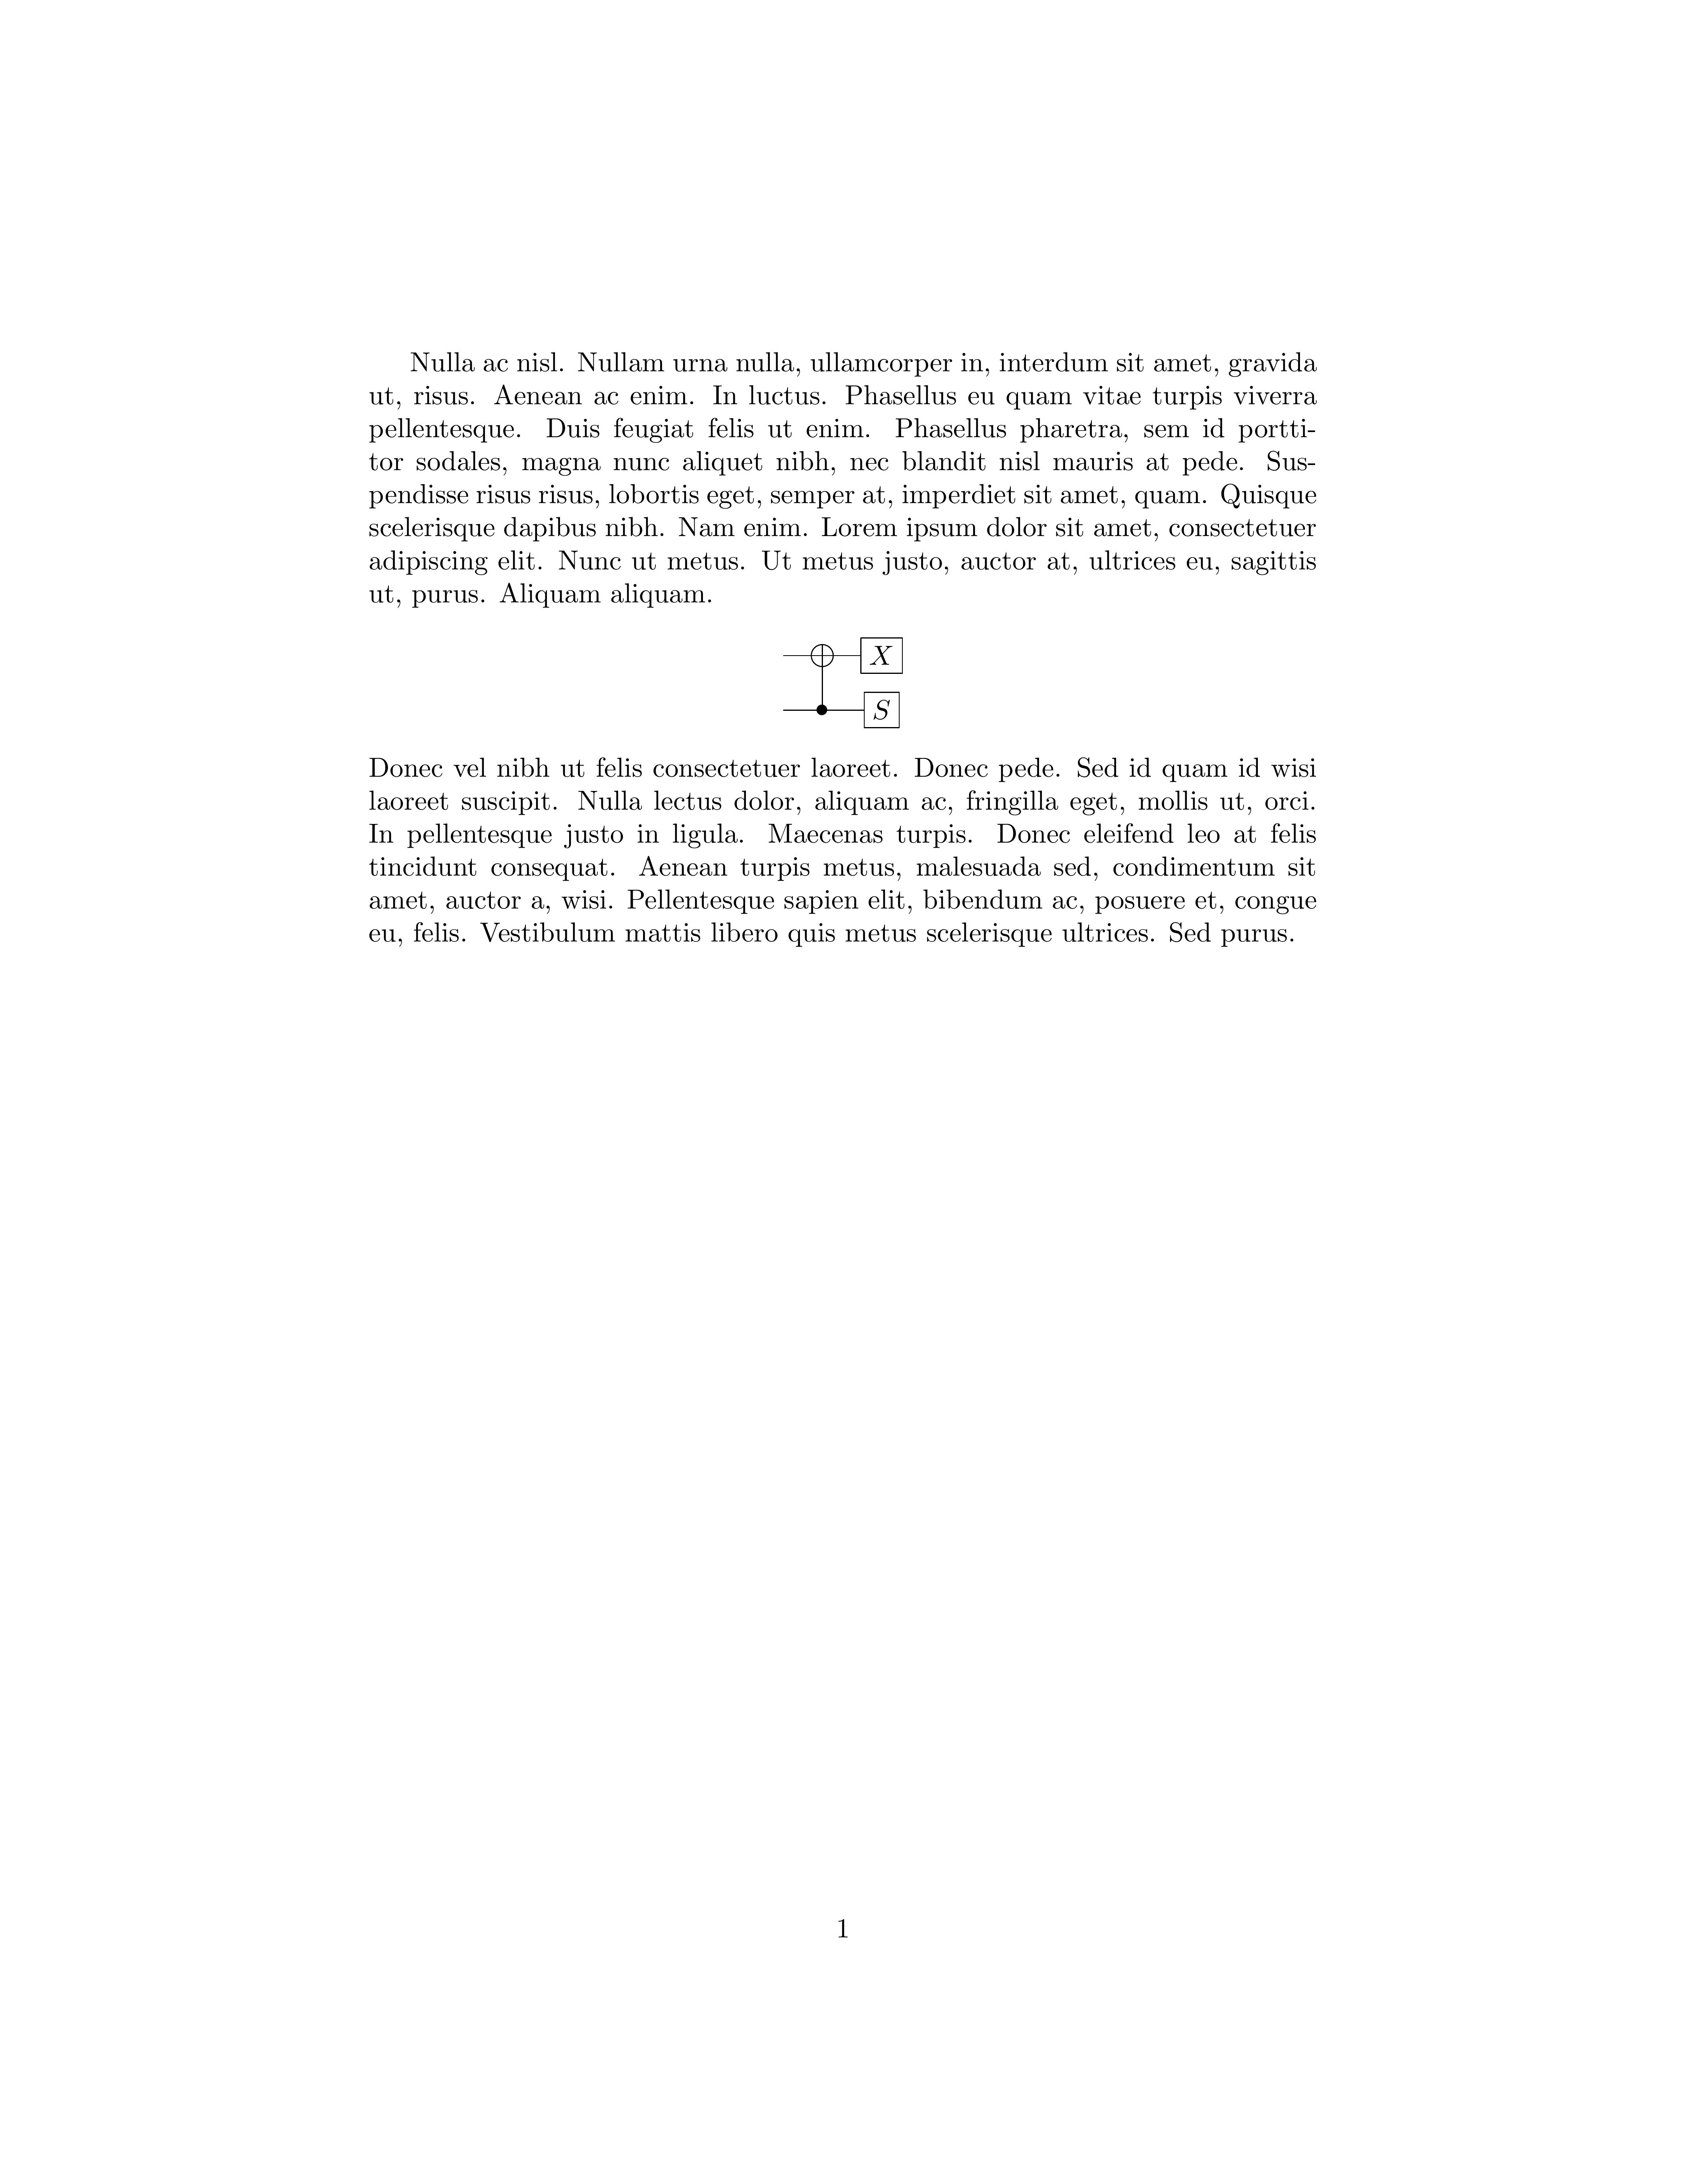 Nulla ac nisl. Nullam urna nulla, ullamcorper in, interdum sit amet, gravida
ut, risus. Aenean ac enim. In luctus. Phasellus eu quam vitae turpis viverra
pellentesque. Duis feugiat felis ut enim. Phasellus pharetra, sem id portti-
tor sodales, magna nunc aliquet nibh, nec blandit nisl mauris at pede. Sus-
pendisse risus risus, lobortis eget, semper at, imperdiet sit amet, quam. Quisque
scelerisque dapibus nibh. Nam enim. Lorem ipsum dolor sit amet, consectetuer
adipiscing elit. Nunc ut metus. Ut metus justo, auctor at, ultrices eu, sagittis
ut, purus. Aliquam aliquam.
X
S
Donec vel nibh ut felis consectetuer laoreet. Donec pede. Sed id quam id wisi
laoreet suscipit. Nulla lectus dolor, aliquam ac, fringilla eget, mollis ut, orci.
In pellentesque justo in ligula. Maecenas turpis. Donec eleifend leo at felis
tincidunt consequat. Aenean turpis metus, malesuada sed, condimentum sit
amet, auctor a, wisi. Pellentesque sapien elit, bibendum ac, posuere et, congue
eu, felis. Vestibulum mattis libero quis metus scelerisque ultrices. Sed purus.
1